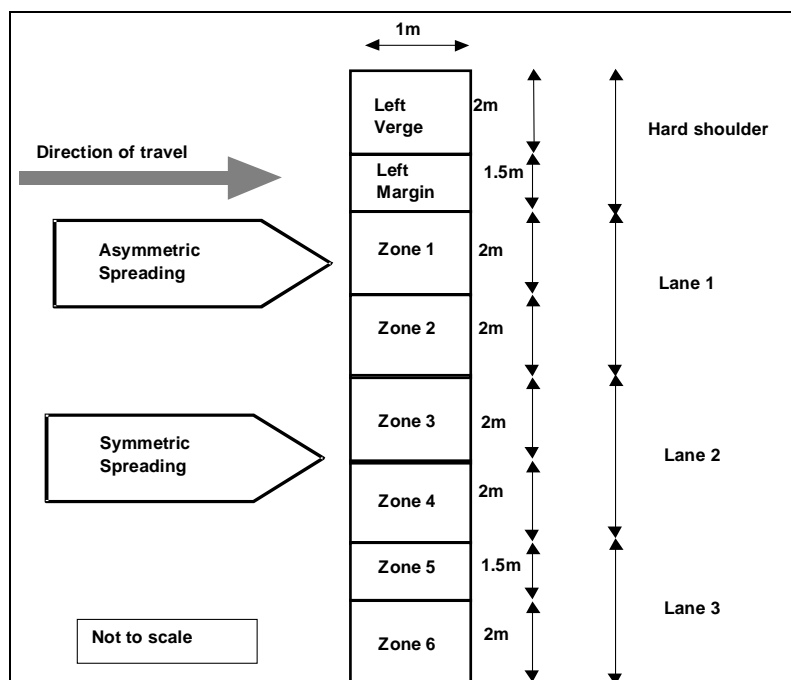 1m
Left
Verge
2m
Hard shoulder
Direction of travel
Left
Margin
1.5m
Asymmetric
Spreading
Zone 1
2m
Lane 1
Zone 2
2m
Symmetric
Spreading
Zone 3
2m
Lane 2
Zone 4
2m
Zone 5
1.5m
Lane 3
Not to scale
Zone 6
2m